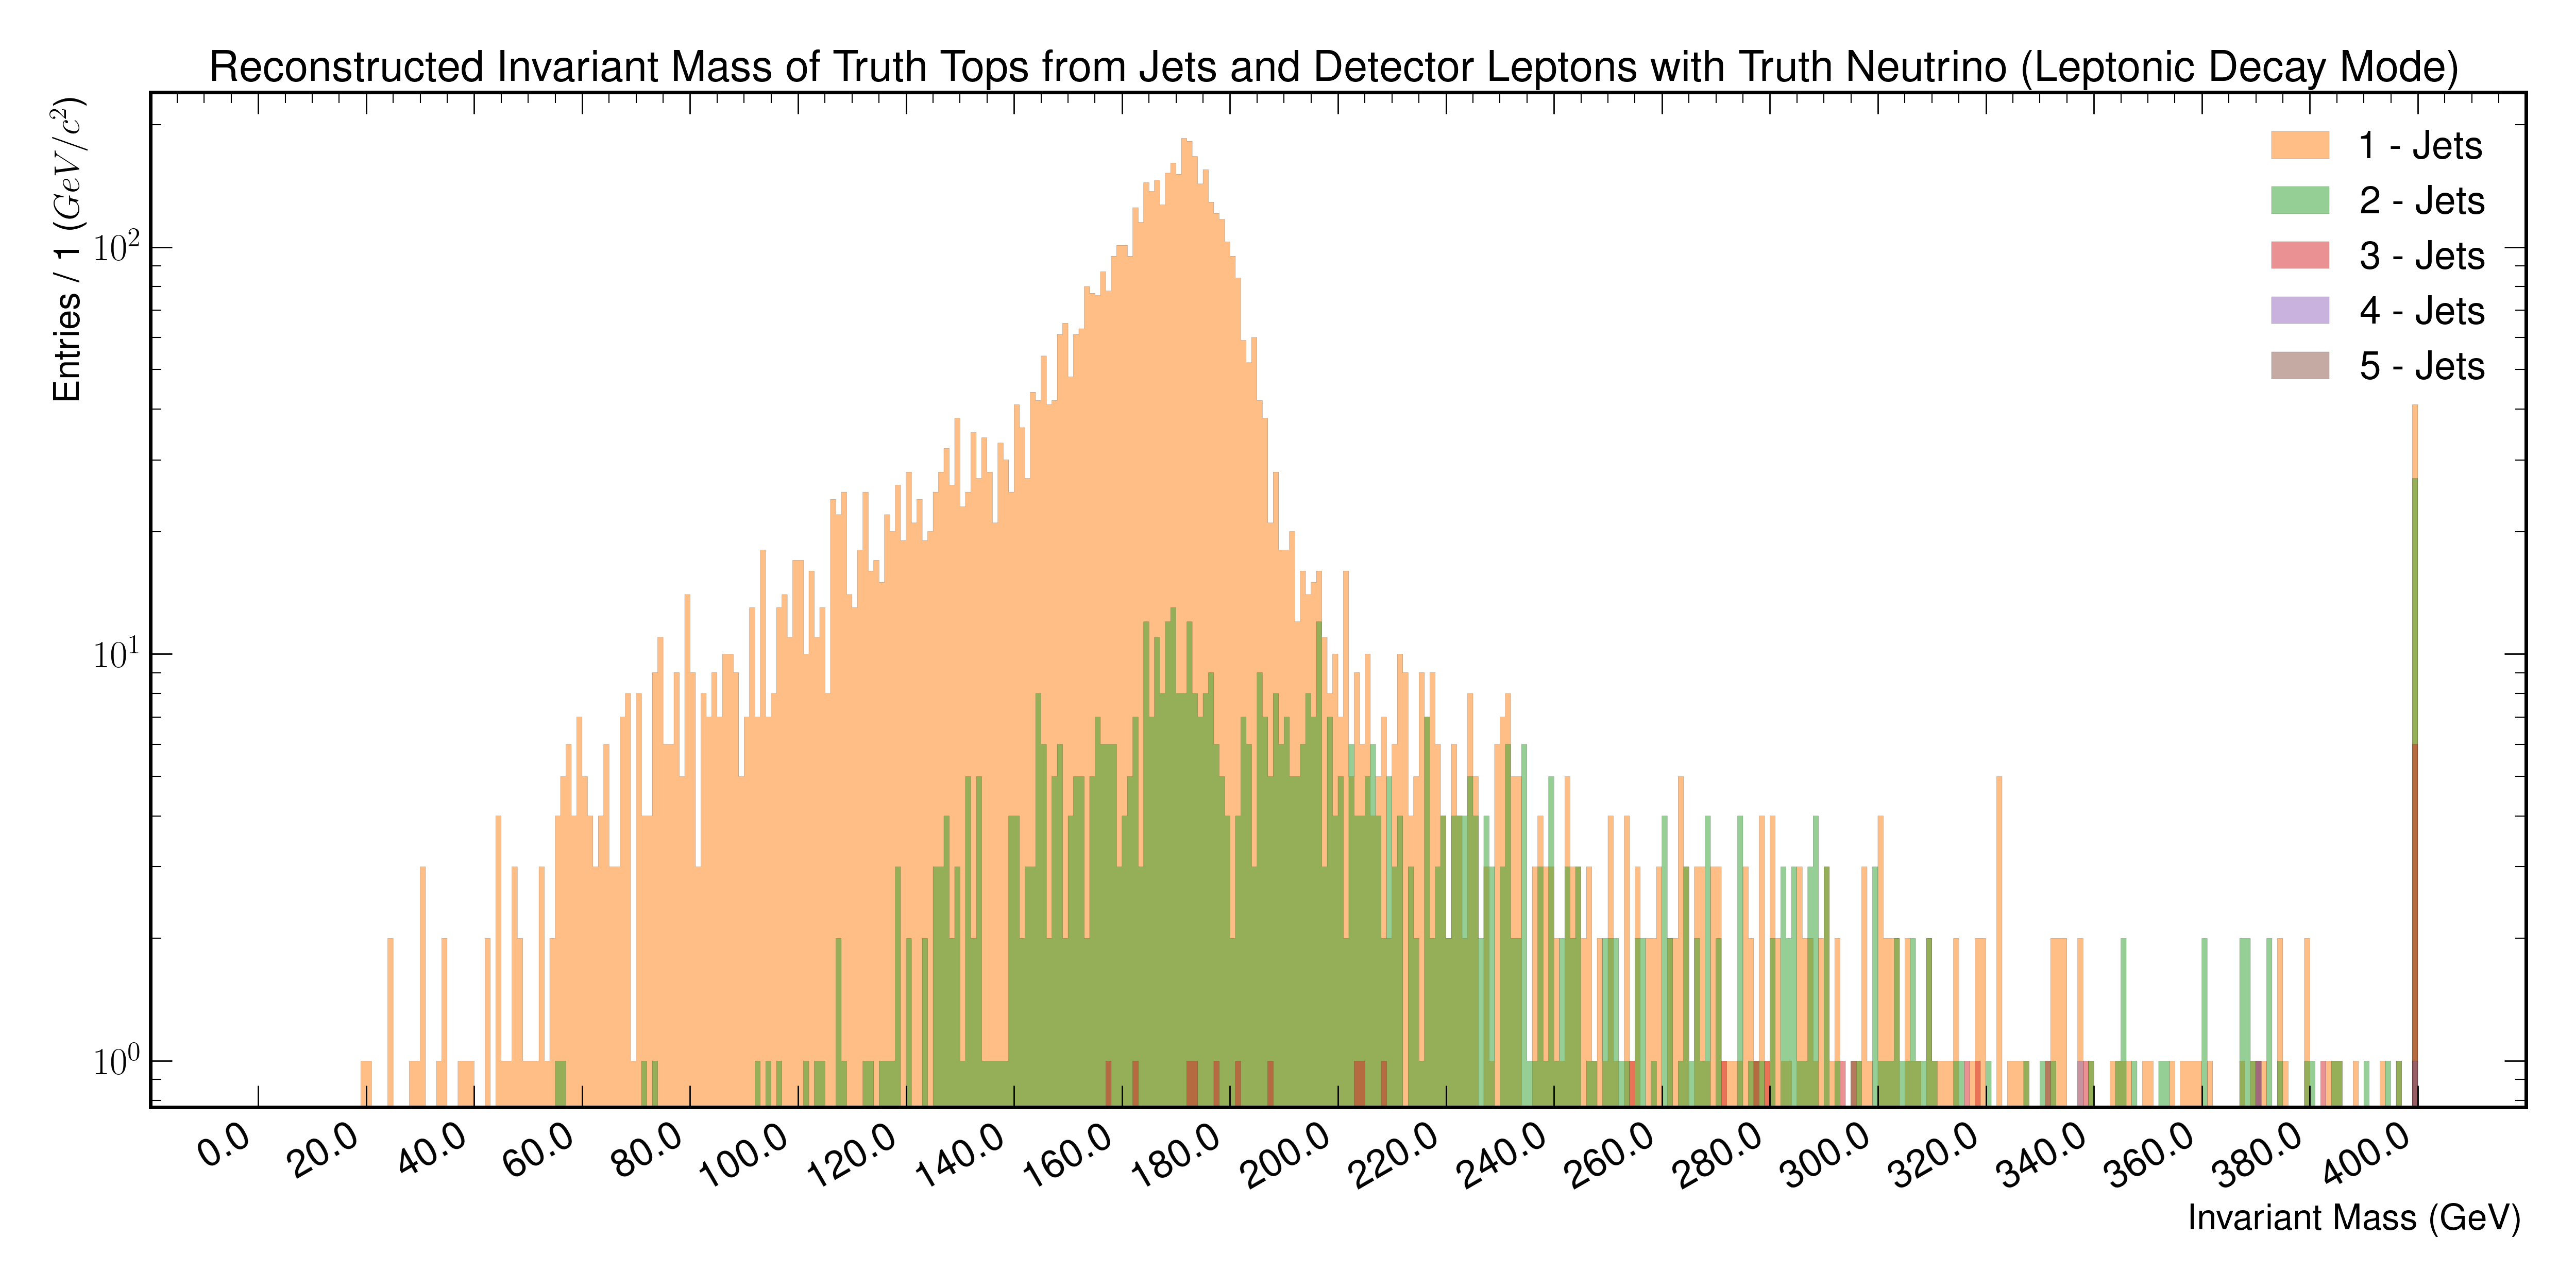 Reconstructed Invariant Mass of Truth Tops from Jets and Detector Leptons with Truth Neutrino (Leptonic Decay Mode)
Entries / 1 (GeV/c²)
10²
10¹
10⁰
1 - Jets
2 - Jets
3 - Jets
4 - Jets
5 - Jets
0.0 20.0 40.0 60.0 80.0 100.0 120.0 140.0 160.0 180.0 200.0 220.0 240.0 260.0 280.0 300.0 320.0 340.0 360.0 380.0 400.0
Invariant Mass (GeV)